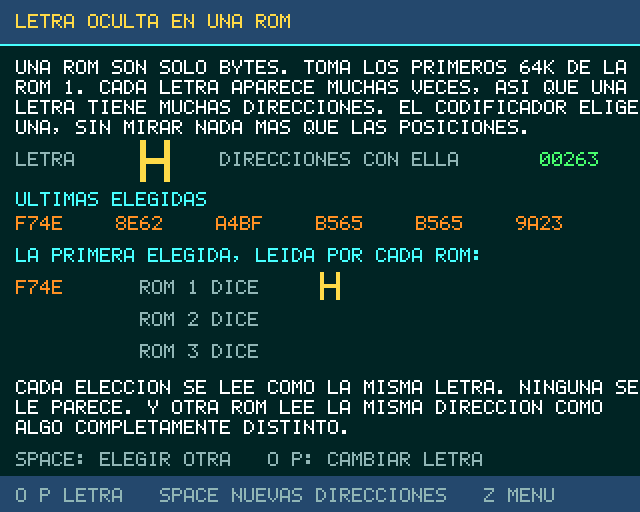 LETRA OCULTA EN UNA ROM
UNA ROM SON SOLO BYTES. TOMA LOS PRIMEROS 64K DE LA
ROM 1. CADA LETRA APARECE MUCHAS VECES, ASI QUE UNA
LETRA TIENE MUCHAS DIRECCIONES. EL CODIFICADOR ELIGE
UNA, SIN MIRAR NADA MAS QUE LAS POSICIONES.
LETRA H DIRECCIONES CON ELLA 00263
ULTIMAS ELEGIDAS
F74E 8E62 A4BF B565 B565 9A23
LA PRIMERA ELEGIDA, LEIDA POR CADA ROM:
F74E ROM 1 DICE H
ROM 2 DICE
ROM 3 DICE
CADA ELECCION SE LEE COMO LA MISMA LETRA. NINGUNA SE
LE PARECE. Y OTRA ROM LEE LA MISMA DIRECCION COMO
ALGO COMPLETAMENTE DISTINTO.
SPACE: ELEGIR OTRA O P: CAMBIAR LETRA
O P LETRA SPACE NUEVAS DIRECCIONES Z MENU